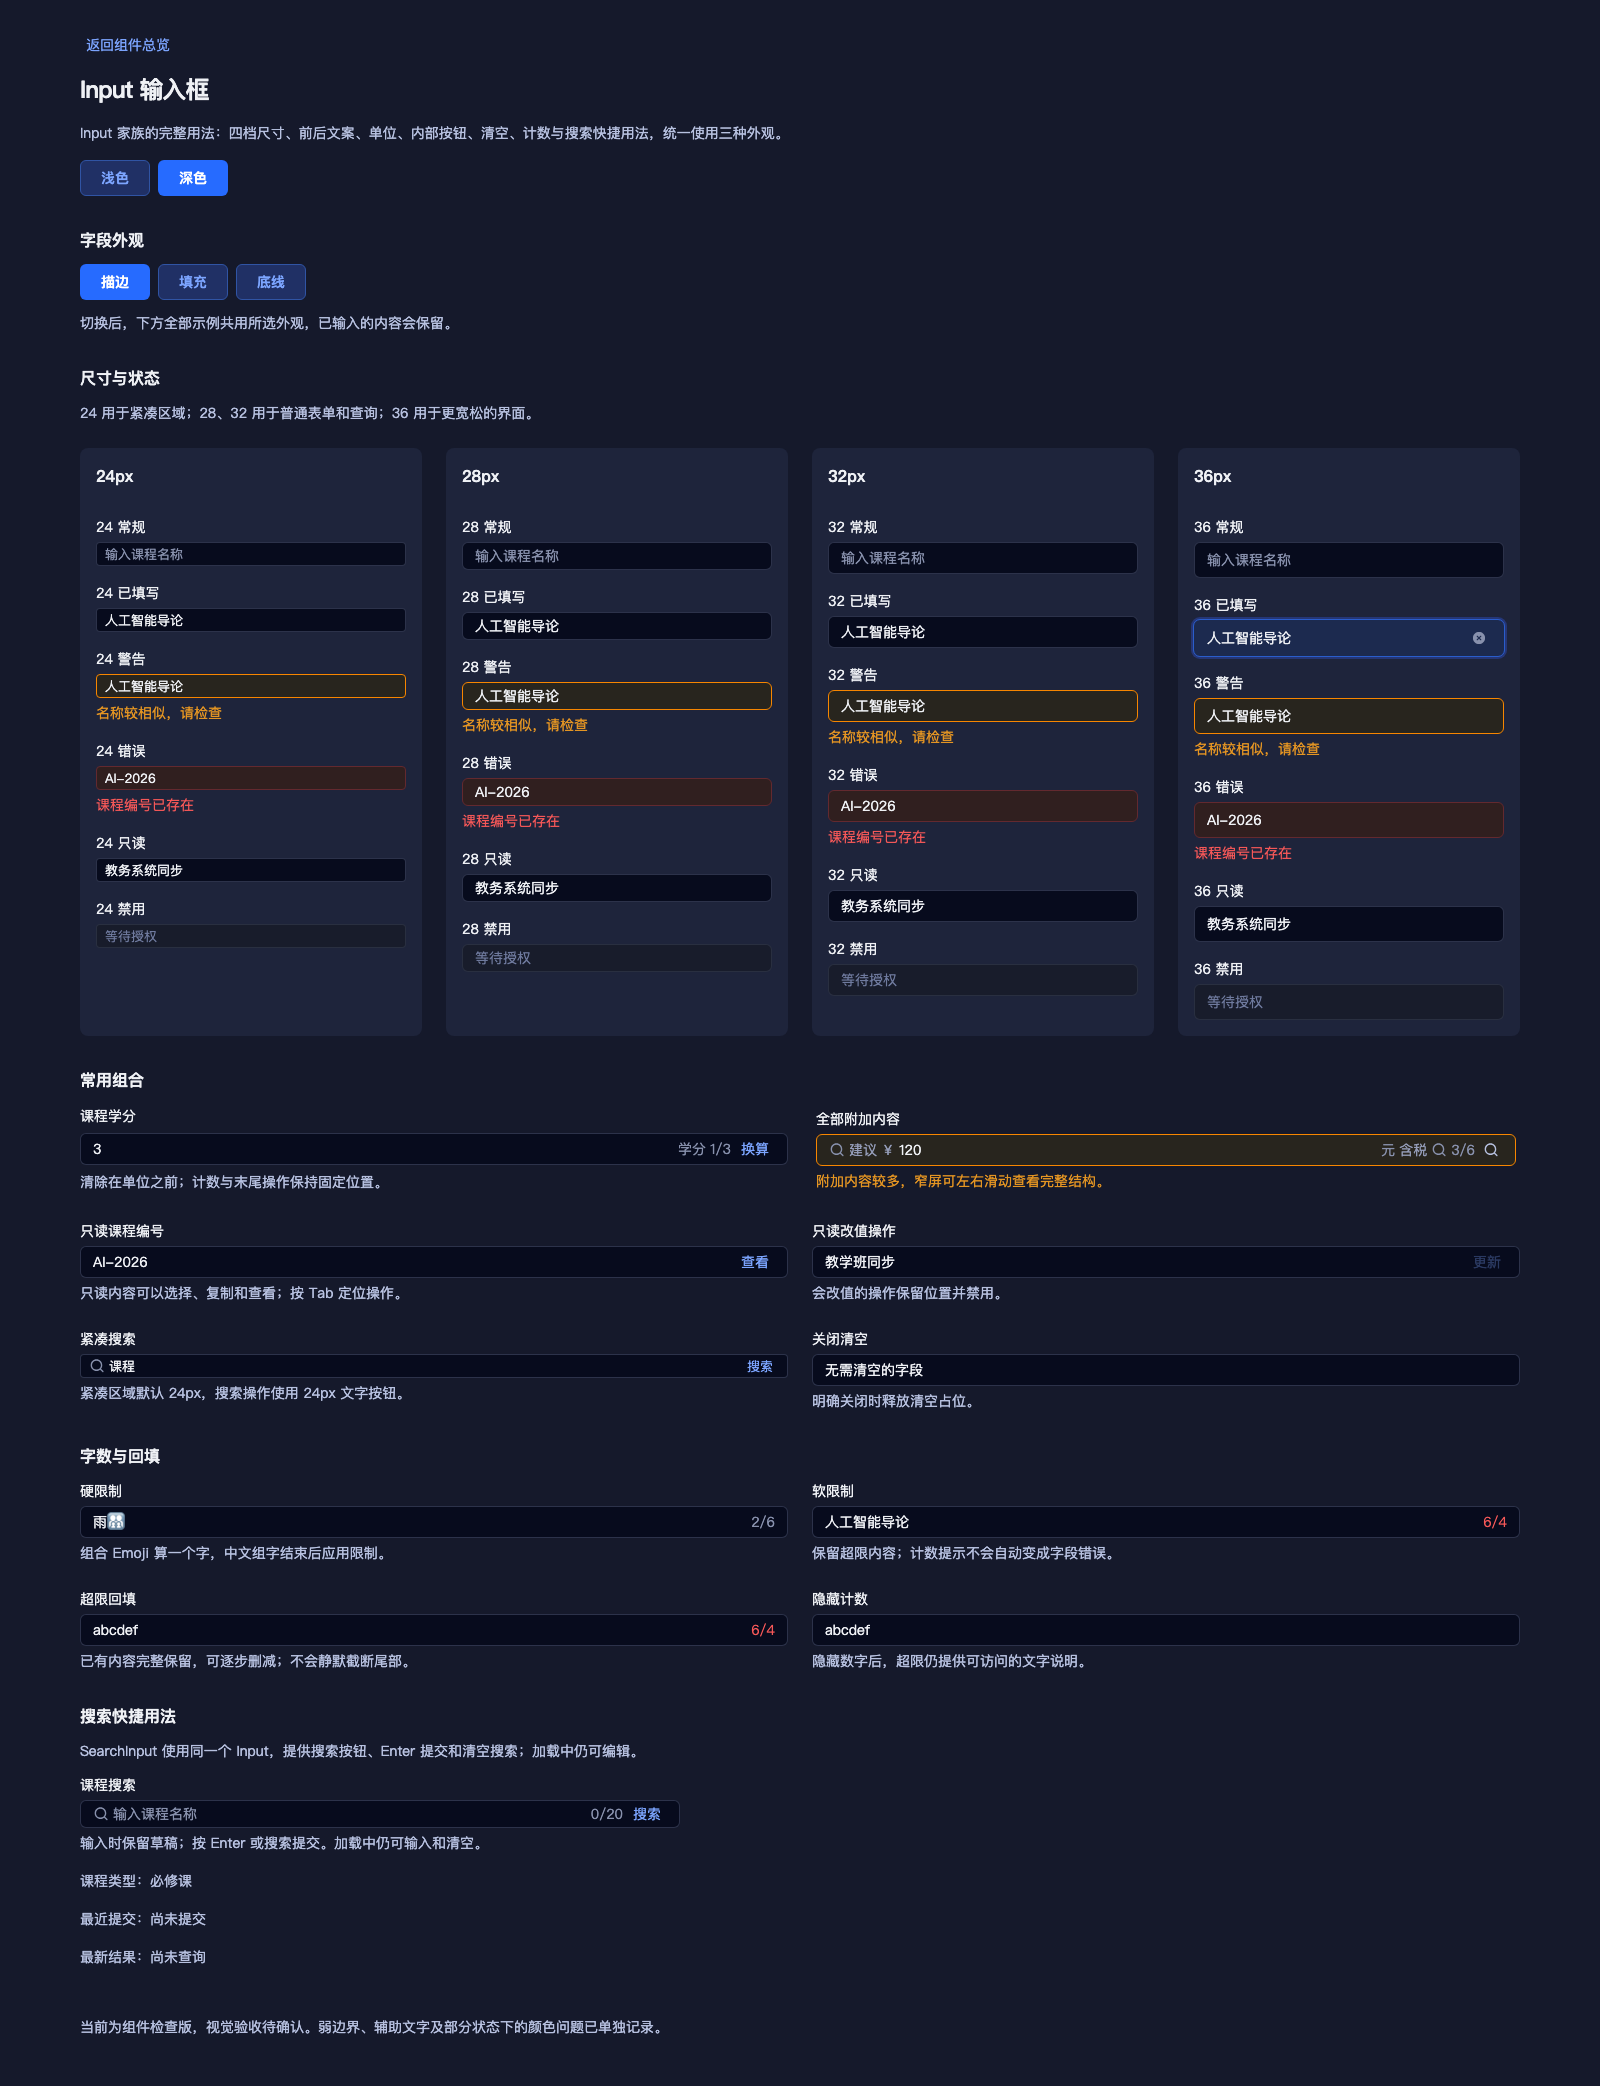 返回组件总览
Input 输入框
Input 家族的完整用法：四档尺寸、前后文案、单位、内部按钮、清空、计数与搜索快捷用法，统一使用三种外观。
浅色 深色
字段外观
描边 填充 底线
切换后，下方全部示例共用所选外观，已输入的内容会保留。
尺寸与状态
24 用于紧凑区域；28、32 用于普通表单和查询；36 用于更宽松的界面。
24px
24 常规
输入课程名称
24 已填写
人工智能导论
24 警告
人工智能导论
名称较相似，请检查
24 错误
AI-2026
课程编号已存在
24 只读
教务系统同步
24 禁用
等待授权
28px
28 常规
输入课程名称
28 已填写
人工智能导论
28 警告
人工智能导论
名称较相似，请检查
28 错误
AI-2026
课程编号已存在
28 只读
教务系统同步
28 禁用
等待授权
32px
32 常规
输入课程名称
32 已填写
人工智能导论
32 警告
人工智能导论
名称较相似，请检查
32 错误
AI-2026
课程编号已存在
32 只读
教务系统同步
32 禁用
等待授权
36px
36 常规
输入课程名称
36 已填写
人工智能导论
36 警告
人工智能导论
名称较相似，请检查
36 错误
AI-2026
课程编号已存在
36 只读
教务系统同步
36 禁用
等待授权
常用组合
课程学分
3 学分 1/3 换算
清除在单位之前；计数与末尾操作保持固定位置。
全部附加内容
建议 ¥ 120 元 含税 3/6
附加内容较多，窄屏可左右滑动查看完整结构。
只读课程编号
AI-2026 查看
只读内容可以选择、复制和查看；按 Tab 定位操作。
只读改值操作
教学班同步 更新
会改值的操作保留位置并禁用。
紧凑搜索
课程 搜索
紧凑区域默认 24px，搜索操作使用 24px 文字按钮。
关闭清空
无需清空的字段
明确关闭时释放清空占位。
字数与回填
硬限制
雨 2/6
组合 Emoji 算一个字，中文组字结束后应用限制。
软限制
人工智能导论 6/4
保留超限内容；计数提示不会自动变成字段错误。
超限回填
abcdef 6/4
已有内容完整保留，可逐步删减；不会静默截断尾部。
隐藏计数
abcdef
隐藏数字后，超限仍提供可访问的文字说明。
搜索快捷用法
SearchInput 使用同一个 Input，提供搜索按钮、Enter 提交和清空搜索；加载中仍可编辑。
课程搜索
输入课程名称 0/20 搜索
输入时保留草稿；按 Enter 或搜索提交。加载中仍可输入和清空。
课程类型：必修课
最近提交：尚未提交
最新结果：尚未查询
当前为组件检查版，视觉验收待确认。弱边界、辅助文字及部分状态下的颜色问题已单独记录。